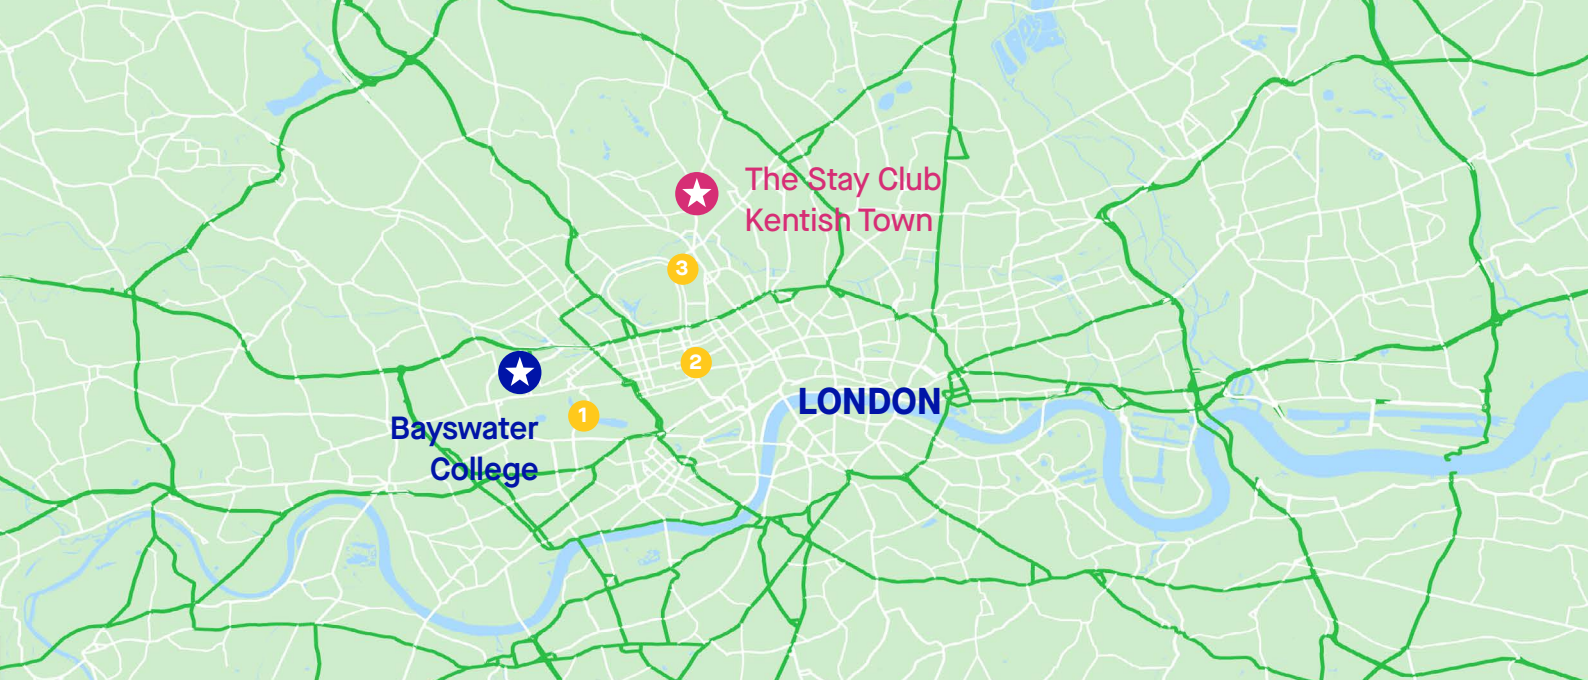 The Stay Club
Kentish Town
3
2
LONDON
1
Bayswater
College